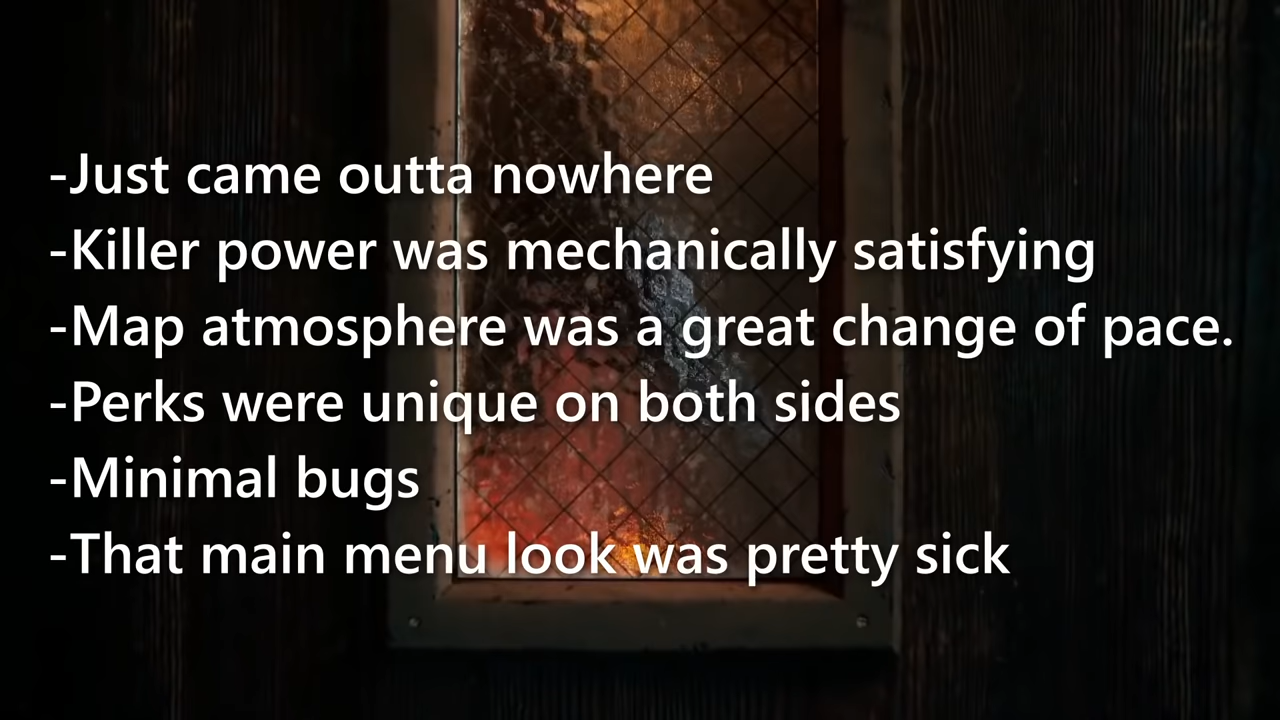 -Just came outta nowhere
-Killer power was mechanically satisfying
-Map atmosphere was a great change of pace.
-Perks were unique on both sides
-Minimal bugs
-That main menu look was pretty sick